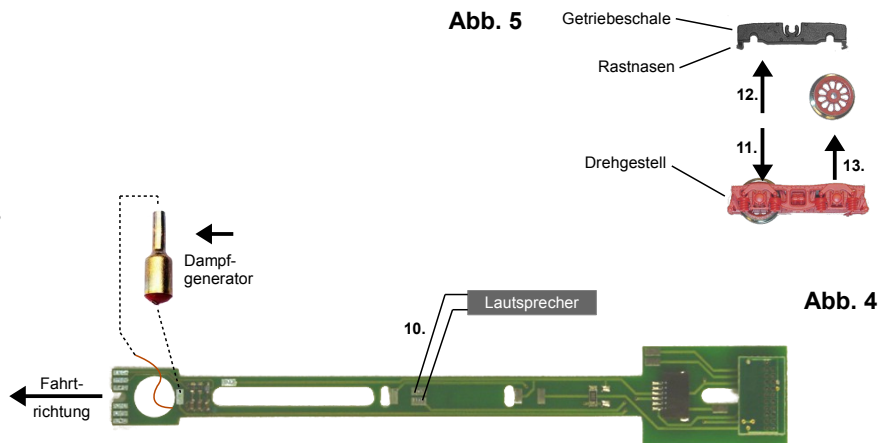 Abb. 5
Getriebeschale
Rastnasen
12.
11.
13.
Drehgestell
Dampf-
generator
Lautsprecher
10.
Abb. 4
Fahrt-
richtung